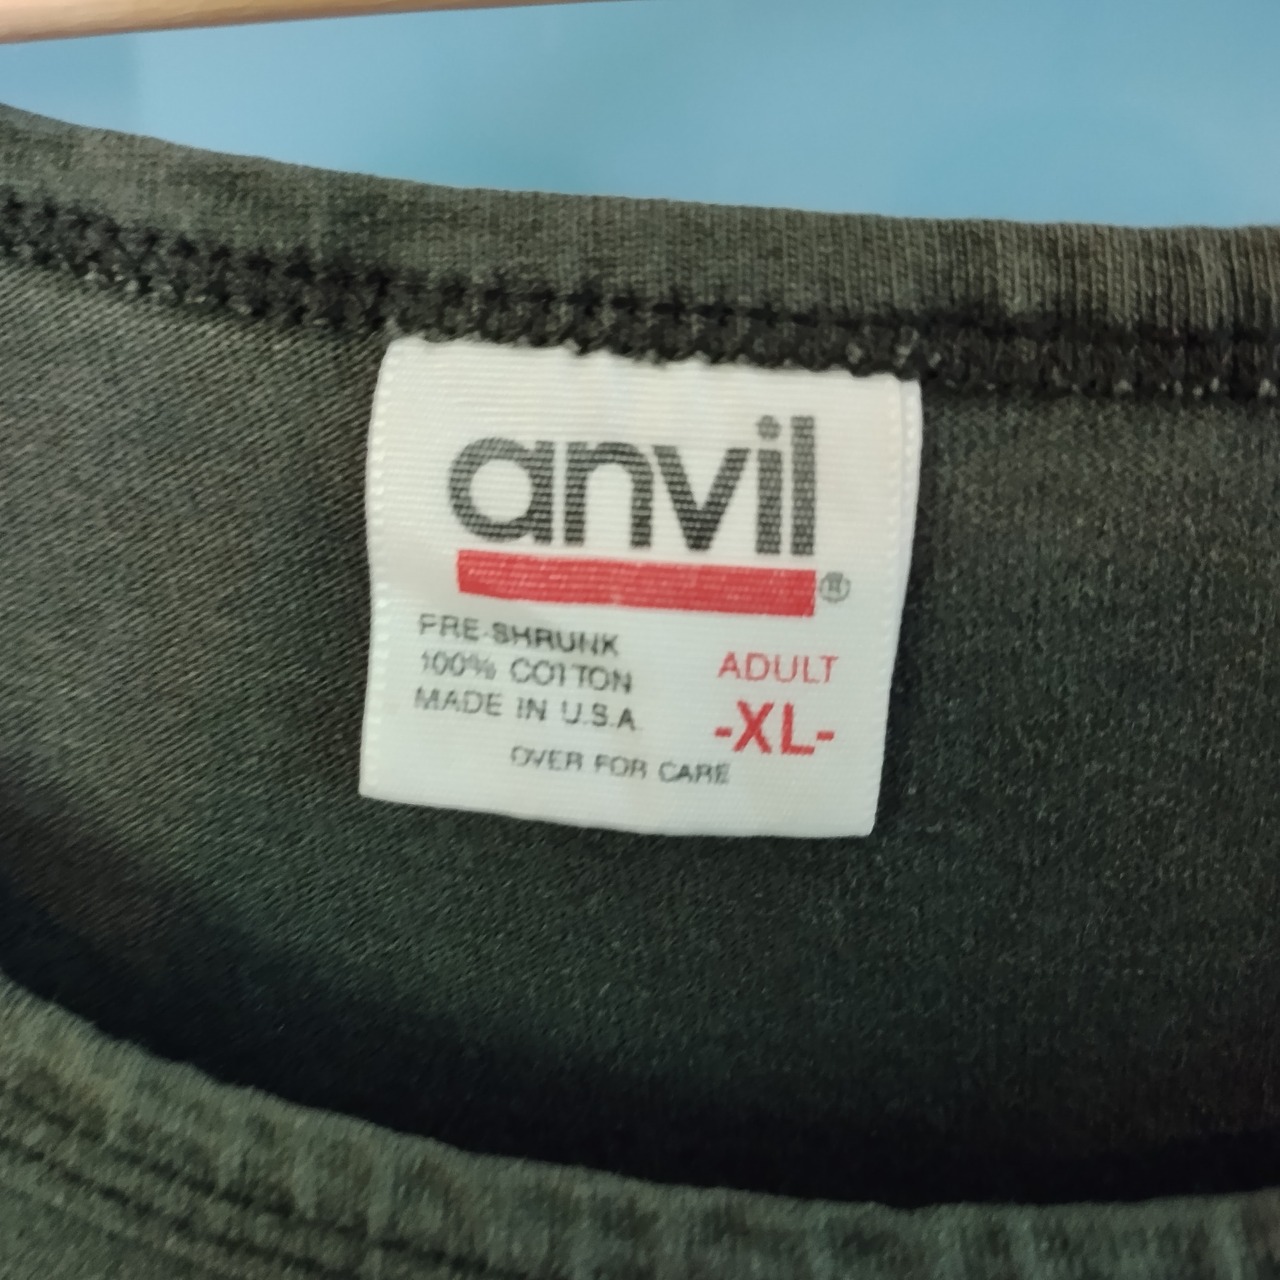 anvil
®
PRE-SHRUNK
100% COTTON
MADE IN U.S.A
ADULT
-XL-
OVER FOR CARE